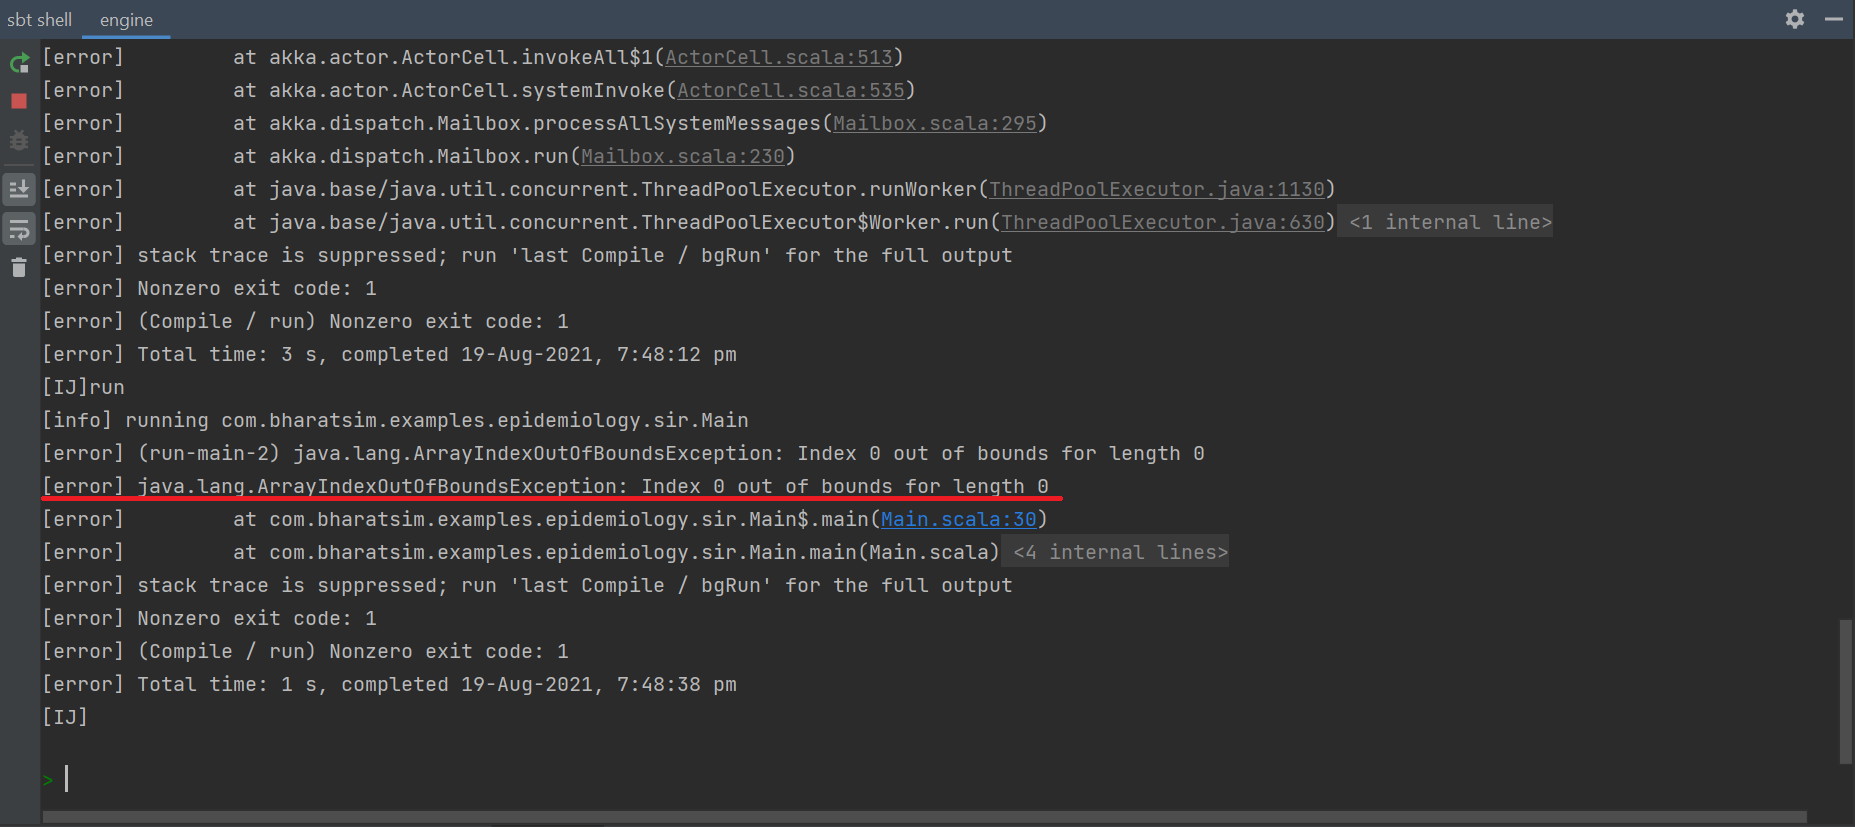 sbt shell engine
[error] at akka.actor.ActorCell.invokeAll$1(ActorCell.scala:513)
[error] at akka.actor.ActorCell.systemInvoke(ActorCell.scala:535)
[error] at akka.dispatch.Mailbox.processAllSystemMessages(Mailbox.scala:295)
[error] at akka.dispatch.Mailbox.run(Mailbox.scala:230)
[error] at java.base/java.util.concurrent.ThreadPoolExecutor.runWorker(ThreadPoolExecutor.java:1130)
[error] at java.base/java.util.concurrent.ThreadPoolExecutor$Worker.run(ThreadPoolExecutor.java:630) <1 internal line>
[error] stack trace is suppressed; run 'last Compile / bgRun' for the full output
[error] Nonzero exit code: 1
[error] (Compile / run) Nonzero exit code: 1
[error] Total time: 3 s, completed 19-Aug-2021, 7:48:12 pm
[IJ]run
[info] running com.bharatsim.examples.epidemiology.sir.Main
[error] (run-main-2) java.lang.ArrayIndexOutOfBoundsException: Index 0 out of bounds for length 0
[error] java.lang.ArrayIndexOutOfBoundsException: Index 0 out of bounds for length 0
[error] at com.bharatsim.examples.epidemiology.sir.Main$.main(Main.scala:30)
[error] at com.bharatsim.examples.epidemiology.sir.Main.main(Main.scala) <4 internal lines>
[error] stack trace is suppressed; run 'last Compile / bgRun' for the full output
[error] Nonzero exit code: 1
[error] (Compile / run) Nonzero exit code: 1
[error] Total time: 1 s, completed 19-Aug-2021, 7:48:38 pm
[IJ]
>